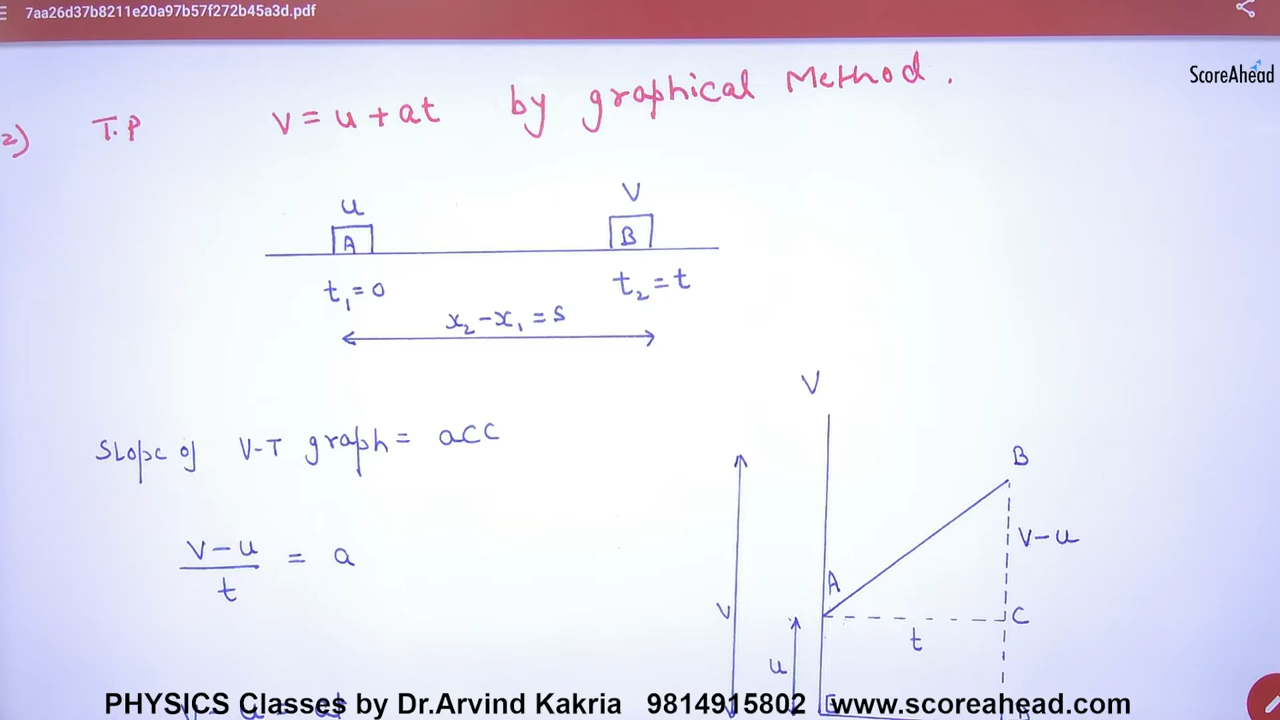 7aa26d37b8211e20a97b57f272b45a3d.pdf
ScoreAhead
2) T.P v = u + at by graphical Method.
u
V
A
B
t₁ = 0
t₂ = t
x₂ - x₁ = s
V
Slope of V-T graph = acc
B
v - u / t = a
V - u
A
C
t
v
u
PHYSICS Classes by Dr.Arvind Kakria 9814915802 www.scoreahead.com